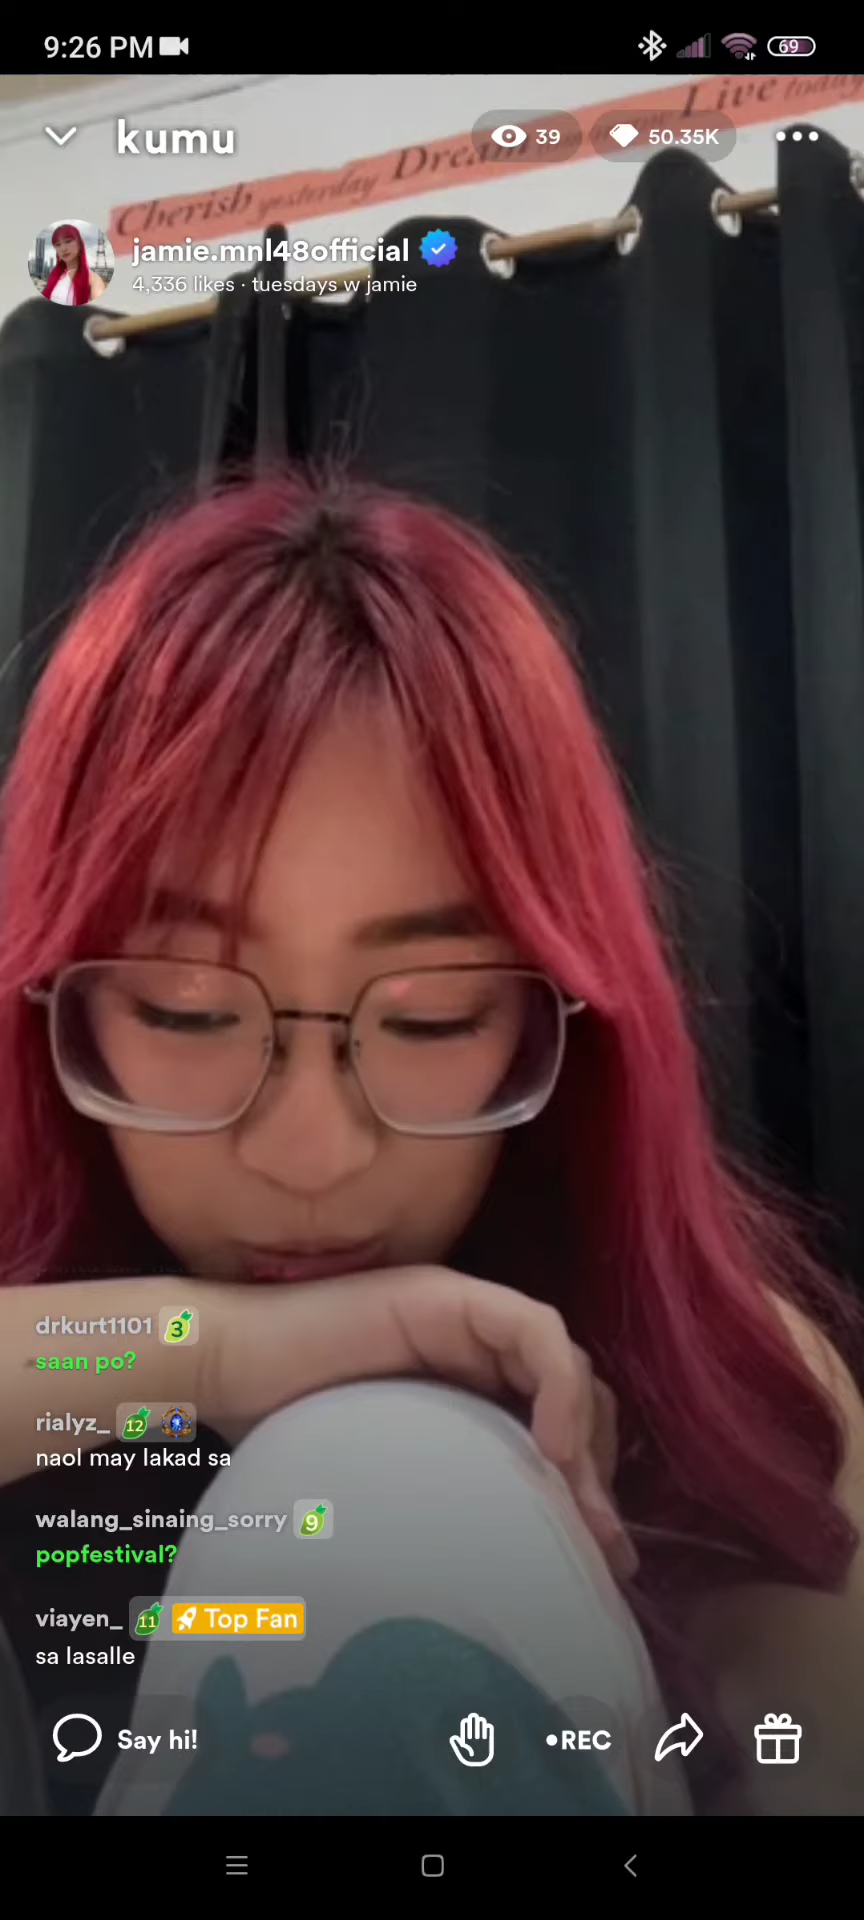 9:26 PM
69
kumu
39
50.35K
Cherish yesterday Dream Live today
jamie.mnl48official
4,336 likes · tuesdays w jamie
drkurt1101 3
saan po?
rialyz_ 12
naol may lakad sa
walang_sinaing_sorry 9
popfestival?
viayen_ 11 Top Fan
sa lasalle
Say hi!
•REC